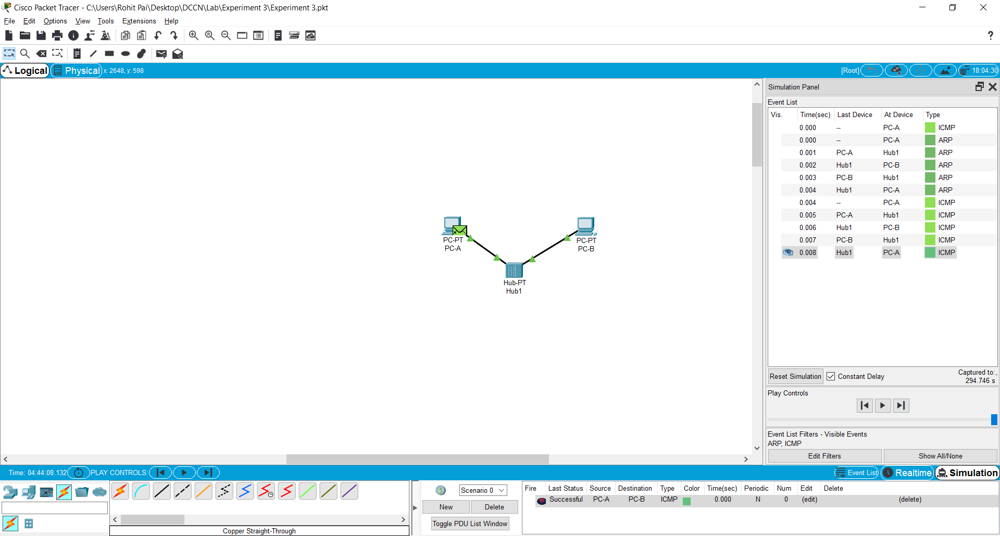 Cisco Packet Tracer - C:\Users\Rohit Pai\Desktop\DCCN\Lab\Experiment 3\Experiment 3.pkt
File Edit Options View Tools Extensions Help
?
Logical Physical x: 2648, y: 598 [Root] 18:04:30
Simulation Panel
Event List
Vis. Time(sec) Last Device At Device Type
0.000 -- PC-A ICMP
0.000 -- PC-A ARP
0.001 PC-A Hub1 ARP
0.002 Hub1 PC-B ARP
0.003 PC-B Hub1 ARP
0.004 Hub1 PC-A ARP
0.004 -- PC-A ICMP
0.005 PC-A Hub1 ICMP
0.006 Hub1 PC-B ICMP
0.007 PC-B Hub1 ICMP
0.008 Hub1 PC-A ICMP
PC-PT
PC-A
PC-PT
PC-B
Hub-PT
Hub1
Reset Simulation Constant Delay Captured to:
294.746 s
Play Controls
Event List Filters - Visible Events
ARP, ICMP
Edit Filters Show All/None
Time: 04:44:08.132 PLAY CONTROLS: Event List Realtime Simulation
Scenario 0
New Delete
Toggle PDU List Window
Fire Last Status Source Destination Type Color Time(sec) Periodic Num Edit Delete
Successful PC-A PC-B ICMP 0.000 N 0 (edit) (delete)
Copper Straight-Through